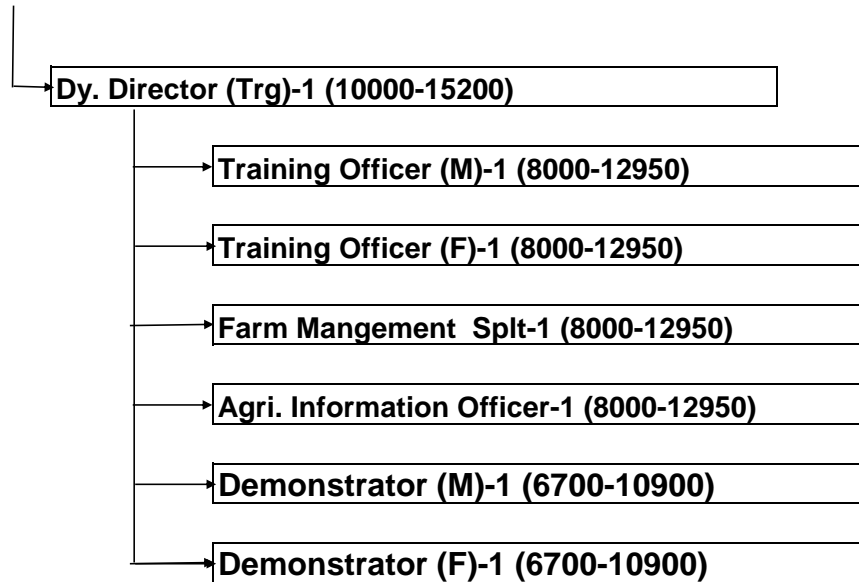 Dy. Director (Trg)-1 (10000-15200)
Training Officer (M)-1 (8000-12950)
Training Officer (F)-1 (8000-12950)
Farm Mangement Splt-1 (8000-12950)
Agri. Information Officer-1 (8000-12950)
Demonstrator (M)-1 (6700-10900)
Demonstrator (F)-1 (6700-10900)